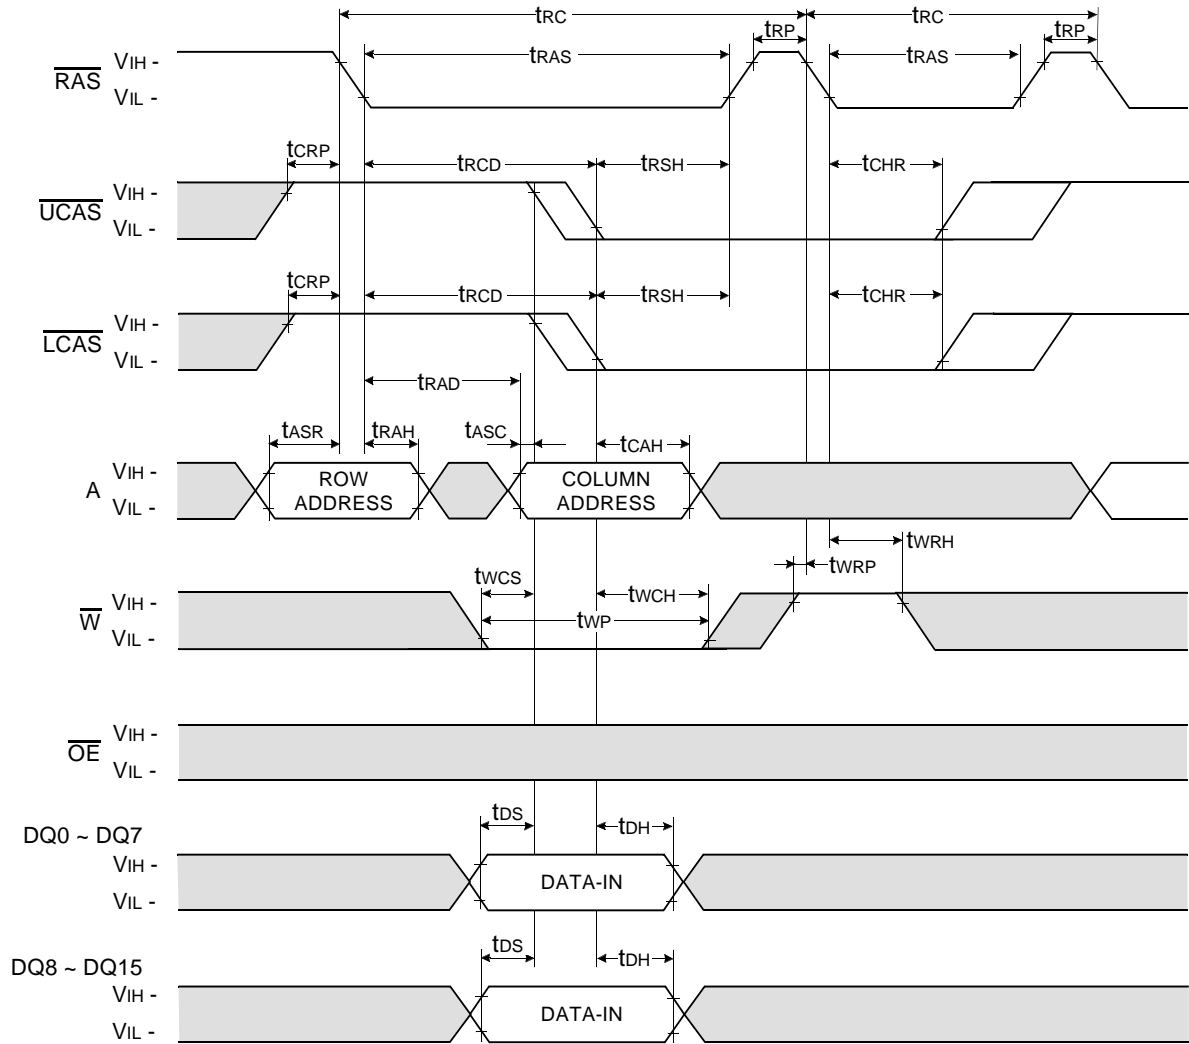 tRC tRC
tRP tRP
tRAS tRAS
RAS VIH -
VIL -
tCRP tRCD tRSH tCHR
UCAS VIH -
VIL -
tCRP tRCD tRSH tCHR
LCAS VIH -
VIL -
tRAD
tASR tRAH tASC tCAH
A VIH -
VIL -
ROW
ADDRESS
COLUMN
ADDRESS
tWRH
tWRP
tWCS tWCH
tWP
W VIH -
VIL -
OE VIH -
VIL -
tDS tDH
DQ0 ~ DQ7
VIH -
VIL -
DATA-IN
tDS tDH
DQ8 ~ DQ15
VIH -
VIL -
DATA-IN